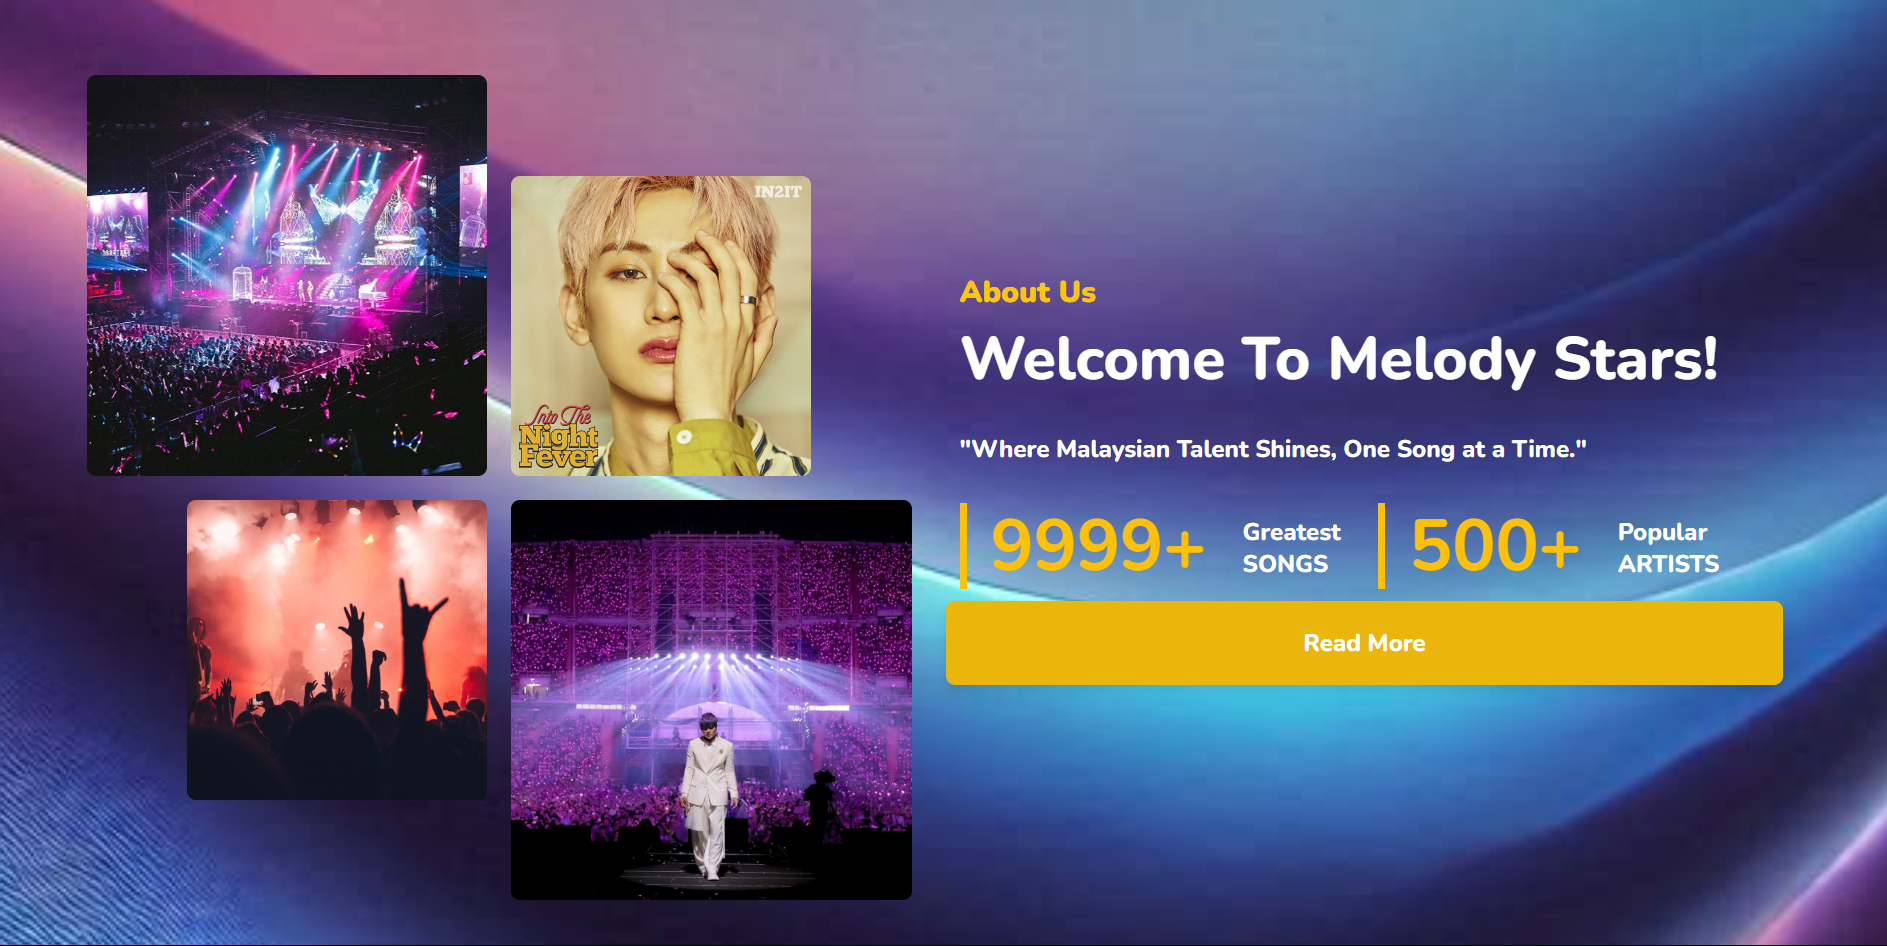 IN2IT
Into The
Night
Fever
About Us
Welcome To Melody Stars!
"Where Malaysian Talent Shines, One Song at a Time."
9999+ Greatest SONGS
500+ Popular ARTISTS
Read More